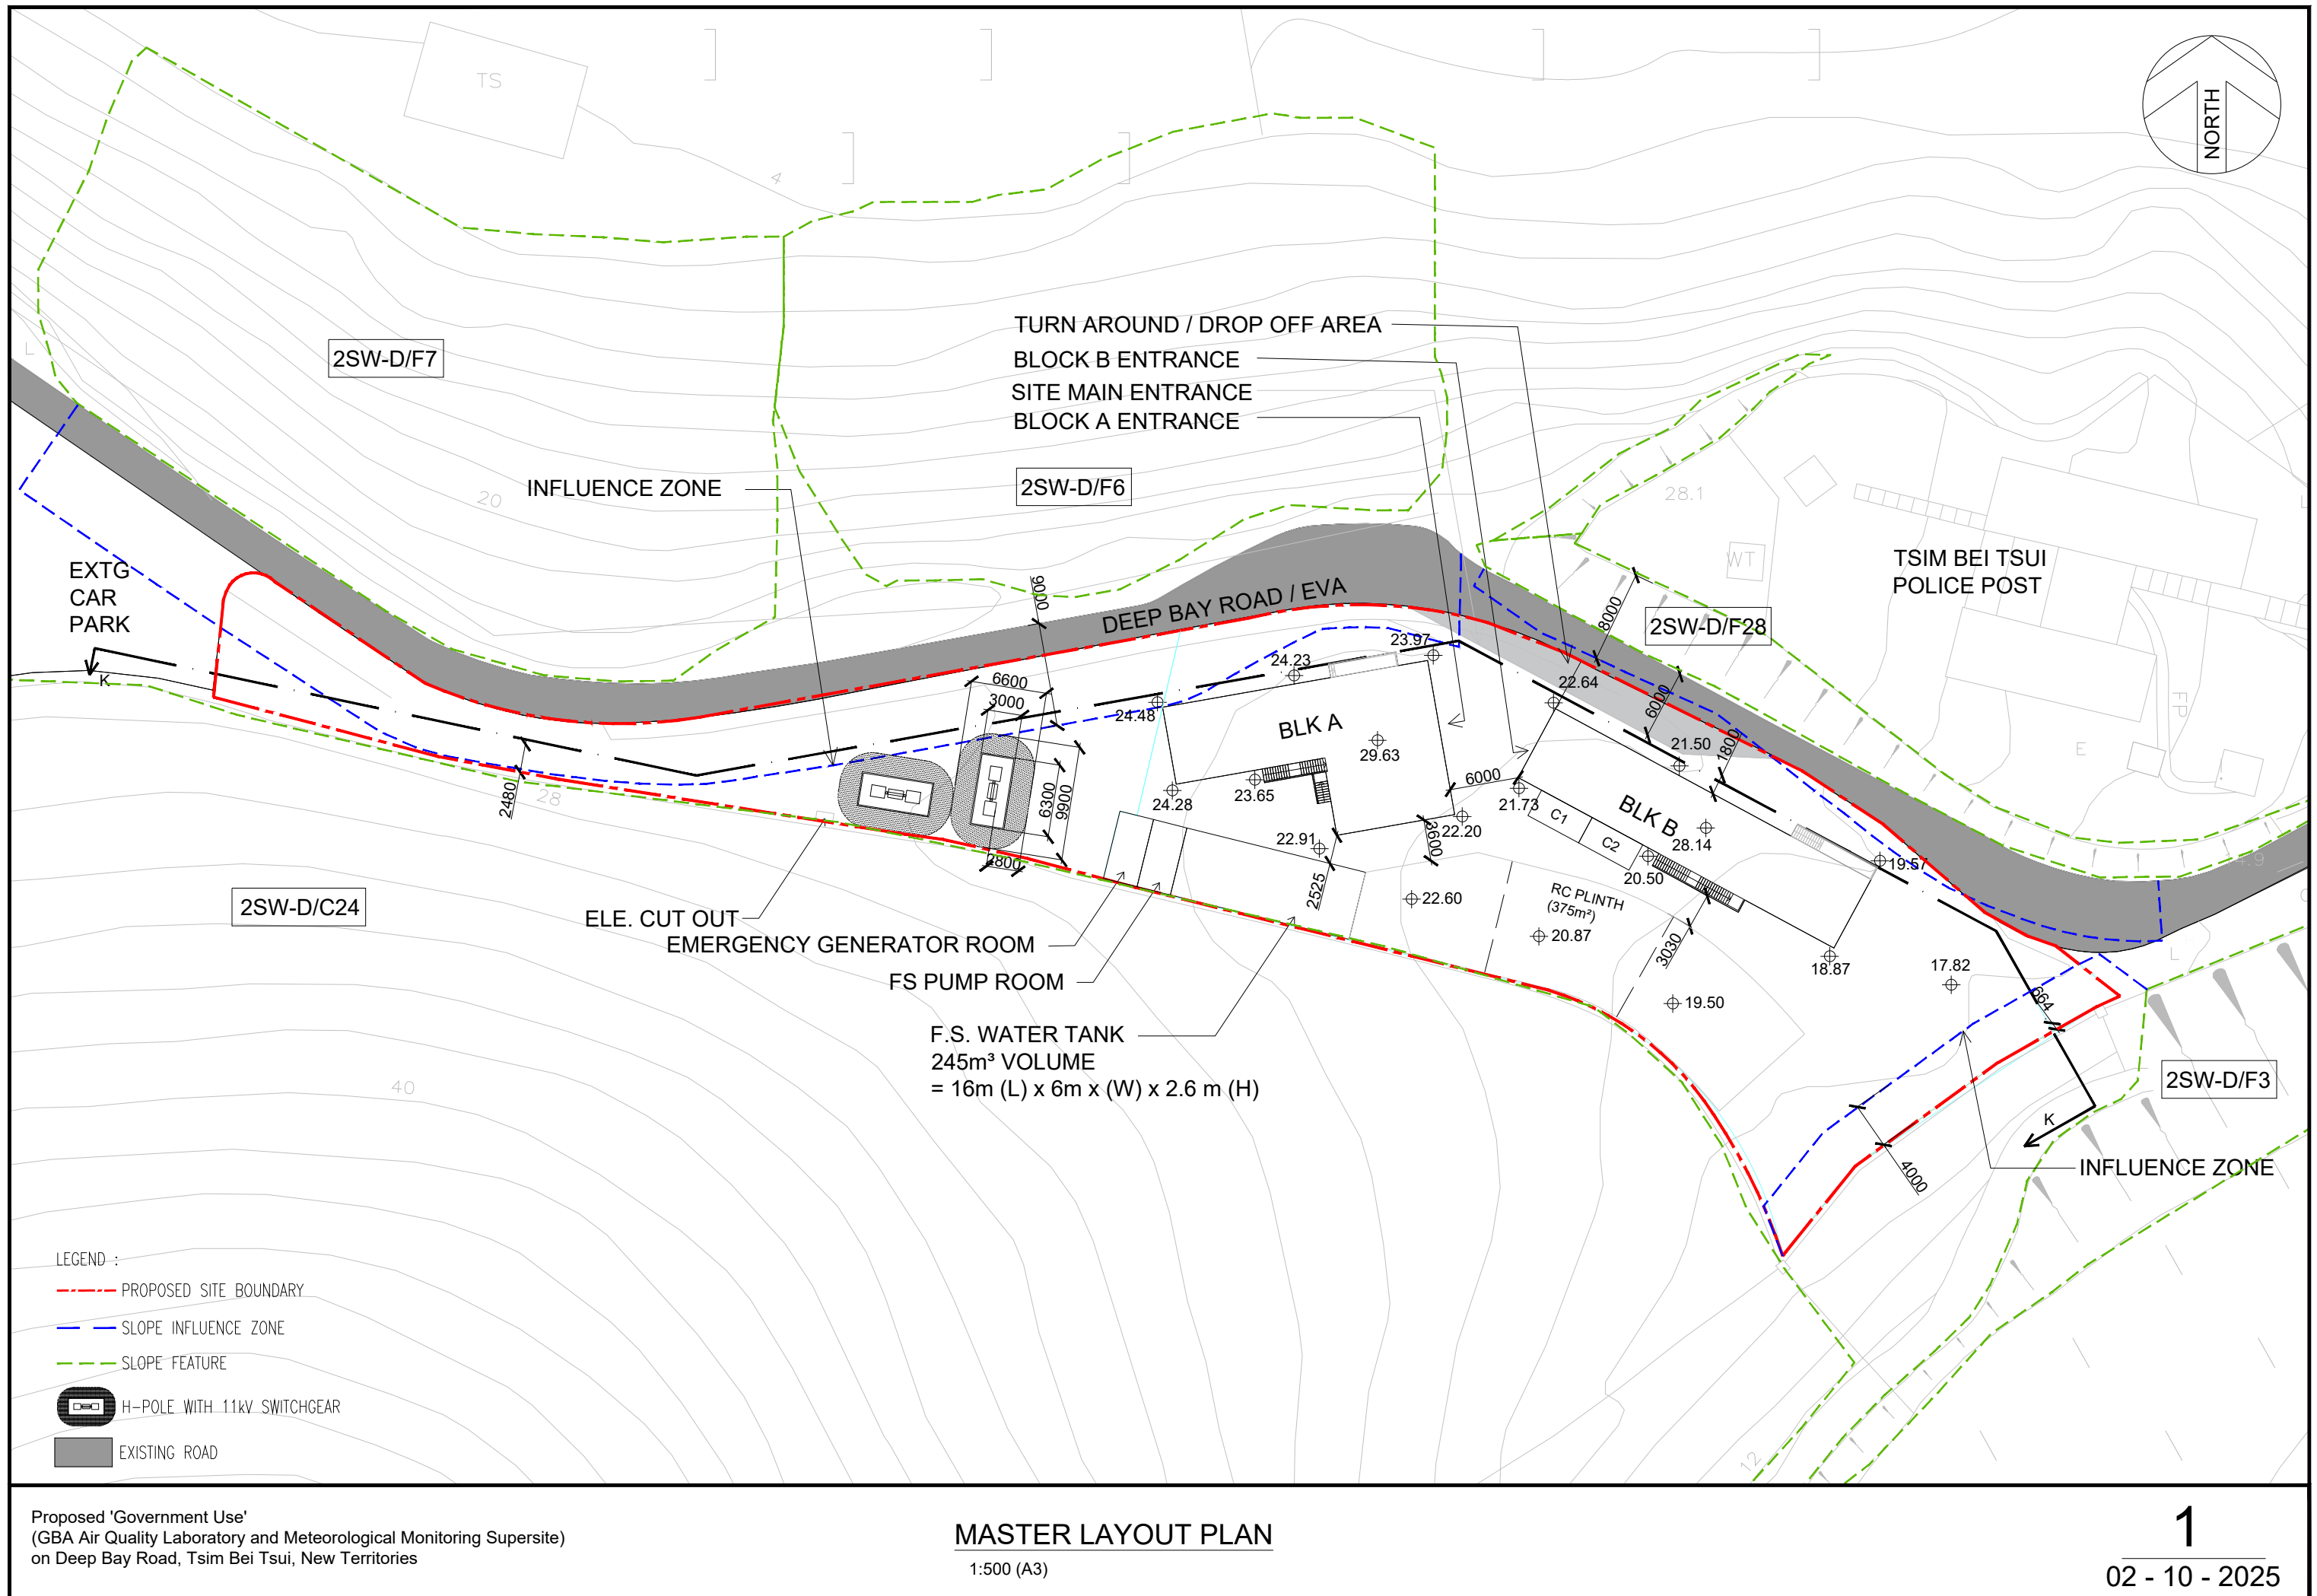 TS
4
NORTH
TURN AROUND / DROP OFF AREA
BLOCK B ENTRANCE
SITE MAIN ENTRANCE
BLOCK A ENTRANCE
2SW-D/F7
L
INFLUENCE ZONE
20
2SW-D/F6
28.1
WT
TSIM BEI TSUI
POLICE POST
EXTG
CAR
PARK
K
9000
DEEP BAY ROAD / EVA
8000
2SW-D/F28
FP
E
6600
3000
24.48
24.23
23.97
22.64
6000
21.50
1800
BLK A
29.63
2480
28
6300
9900
2800
24.28
23.65
22.91
6000
21.73
22.20
3600
C1
C2
BLK B
28.14
20.50
19.57
4.9
2525
22.60
RC PLINTH
(375m²)
20.87
3030
19.50
18.87
17.82
L
664
2SW-D/C24
ELE. CUT OUT
EMERGENCY GENERATOR ROOM
FS PUMP ROOM
F.S. WATER TANK
245m³ VOLUME
= 16m (L) x 6m x (W) x 2.6 m (H)
40
2SW-D/F3
K
INFLUENCE ZONE
4000
12
LEGEND :
PROPOSED SITE BOUNDARY
SLOPE INFLUENCE ZONE
SLOPE FEATURE
H-POLE WITH 11kV SWITCHGEAR
EXISTING ROAD
Proposed 'Government Use'
(GBA Air Quality Laboratory and Meteorological Monitoring Supersite)
on Deep Bay Road, Tsim Bei Tsui, New Territories
MASTER LAYOUT PLAN
1:500 (A3)
1
02 - 10 - 2025